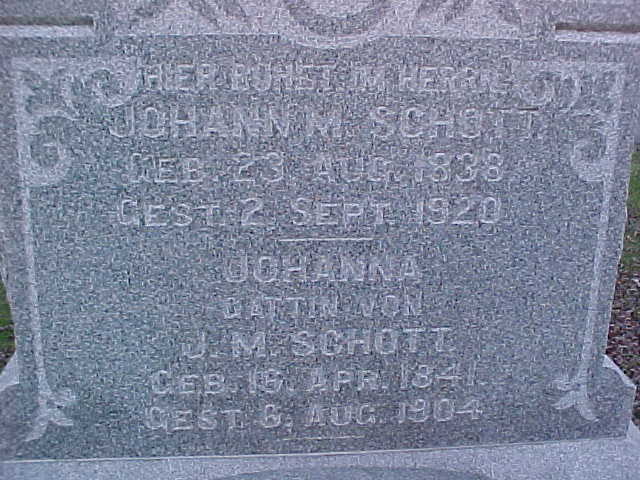 HIER RUHET IM HERRN
JOHANN M. SCHOTT
GEB. 23. AUG. 1838
GEST. 2. SEPT. 1920
JOHANNA
GATTIN VON
J. M. SCHOTT.
GEB. 16. APR. 1841.
GEST. 6. AUG. 1904